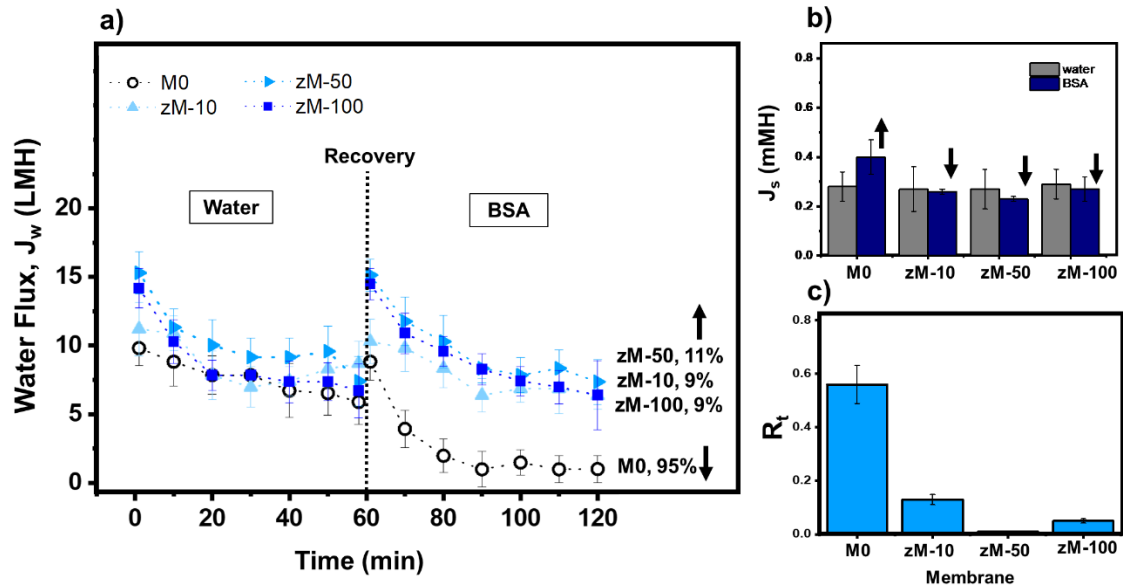 a)
M0
zM-10
zM-50
zM-100
Recovery
Water
BSA
Water Flux, J_w (LMH)
20
15
10
5
0
zM-50, 11%
zM-10, 9%
zM-100, 9%
M0, 95%
0 20 40 60 80 100 120
Time (min)
b)
water
BSA
J_s (mMH)
0.8
0.6
0.4
0.2
0.0
M0 zM-10 zM-50 zM-100
c)
R_t
0.8
0.6
0.4
0.2
0.0
M0 zM-10 zM-50 zM-100
Membrane